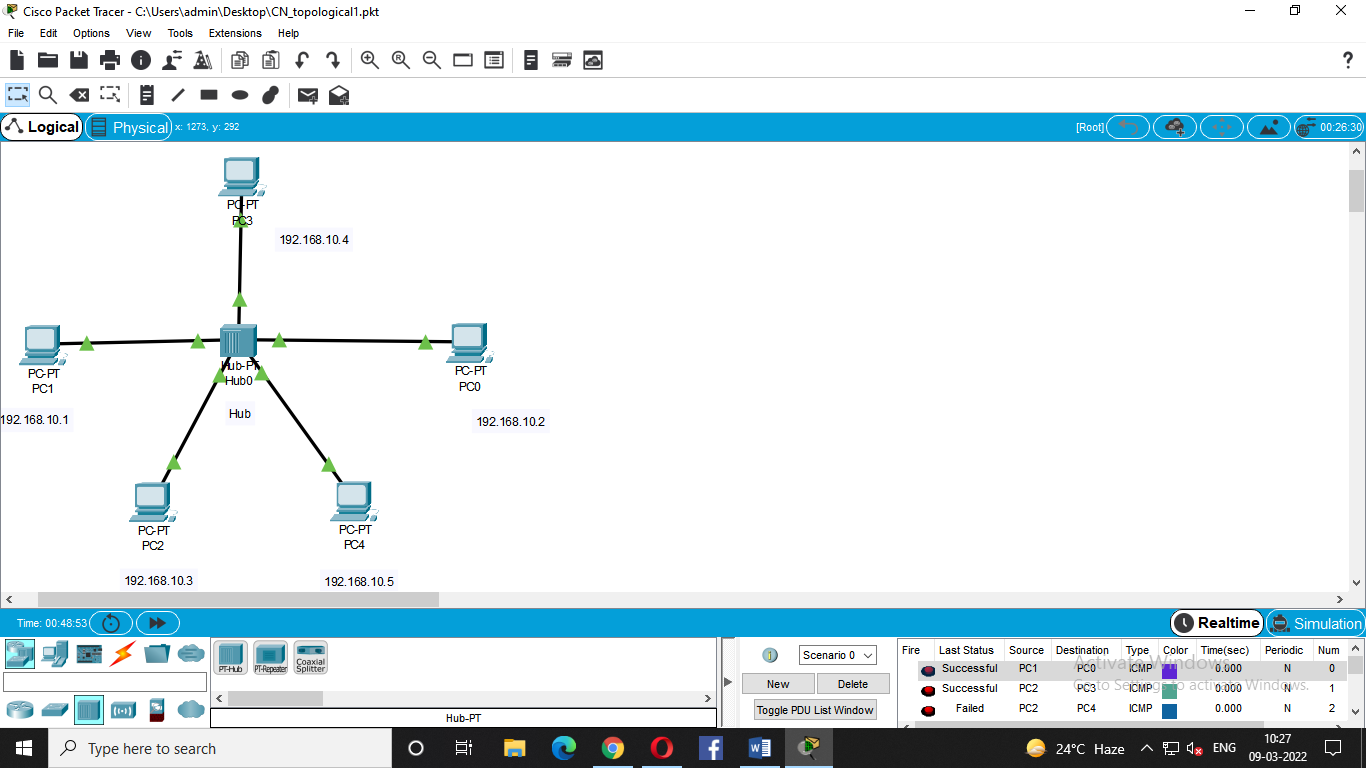 Cisco Packet Tracer - C:\Users\admin\Desktop\CN_topological1.pkt
File Edit Options View Tools Extensions Help
Logical Physical x: 1273, y: 292 [Root] 00:26:30
PC-PT
PC3
192.168.10.4
PC-PT
PC1
192.168.10.1
Hub-PT
Hub0
Hub
PC-PT
PC0
192.168.10.2
PC-PT
PC2
192.168.10.3
PC-PT
PC4
192.168.10.5
Time: 00:48:53 Realtime Simulation
PT-Hub PT-Repeater Coaxial Splitter
Hub-PT
Scenario 0
New Delete
Toggle PDU List Window
Fire Last Status Source Destination Type Color Time(sec) Periodic Num
Successful PC1 PC0 ICMP 0.000 N 0
Successful PC2 PC3 ICMP 0.000 N 1
Failed PC2 PC4 ICMP 0.000 N 2
Activate Windows
Go to Settings to activate Windows.
Type here to search
24°C Haze ENG 10:27
09-03-2022